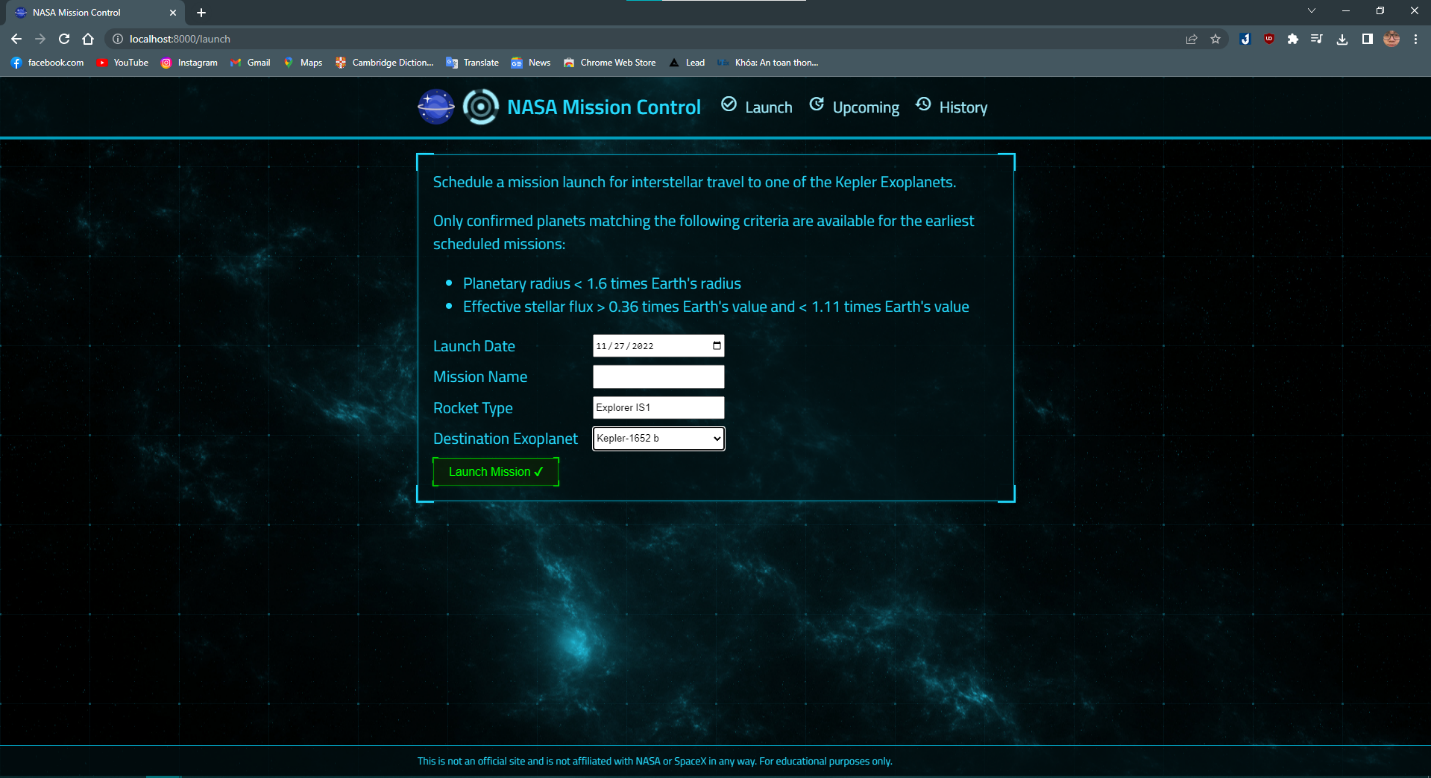 NASA Mission Control
localhost:8000/launch
facebook.com YouTube Instagram Gmail Maps Cambridge Diction... Translate News Chrome Web Store Lead Khóa: An toan thon...
NASA Mission Control Launch Upcoming History
Schedule a mission launch for interstellar travel to one of the Kepler Exoplanets.
Only confirmed planets matching the following criteria are available for the earliest
scheduled missions:
• Planetary radius < 1.6 times Earth's radius
• Effective stellar flux > 0.36 times Earth's value and < 1.11 times Earth's value
Launch Date 11/27/2022
Mission Name
Rocket Type Explorer IS1
Destination Exoplanet Kepler-1652 b
Launch Mission ✓
This is not an official site and is not affiliated with NASA or SpaceX in any way. For educational purposes only.